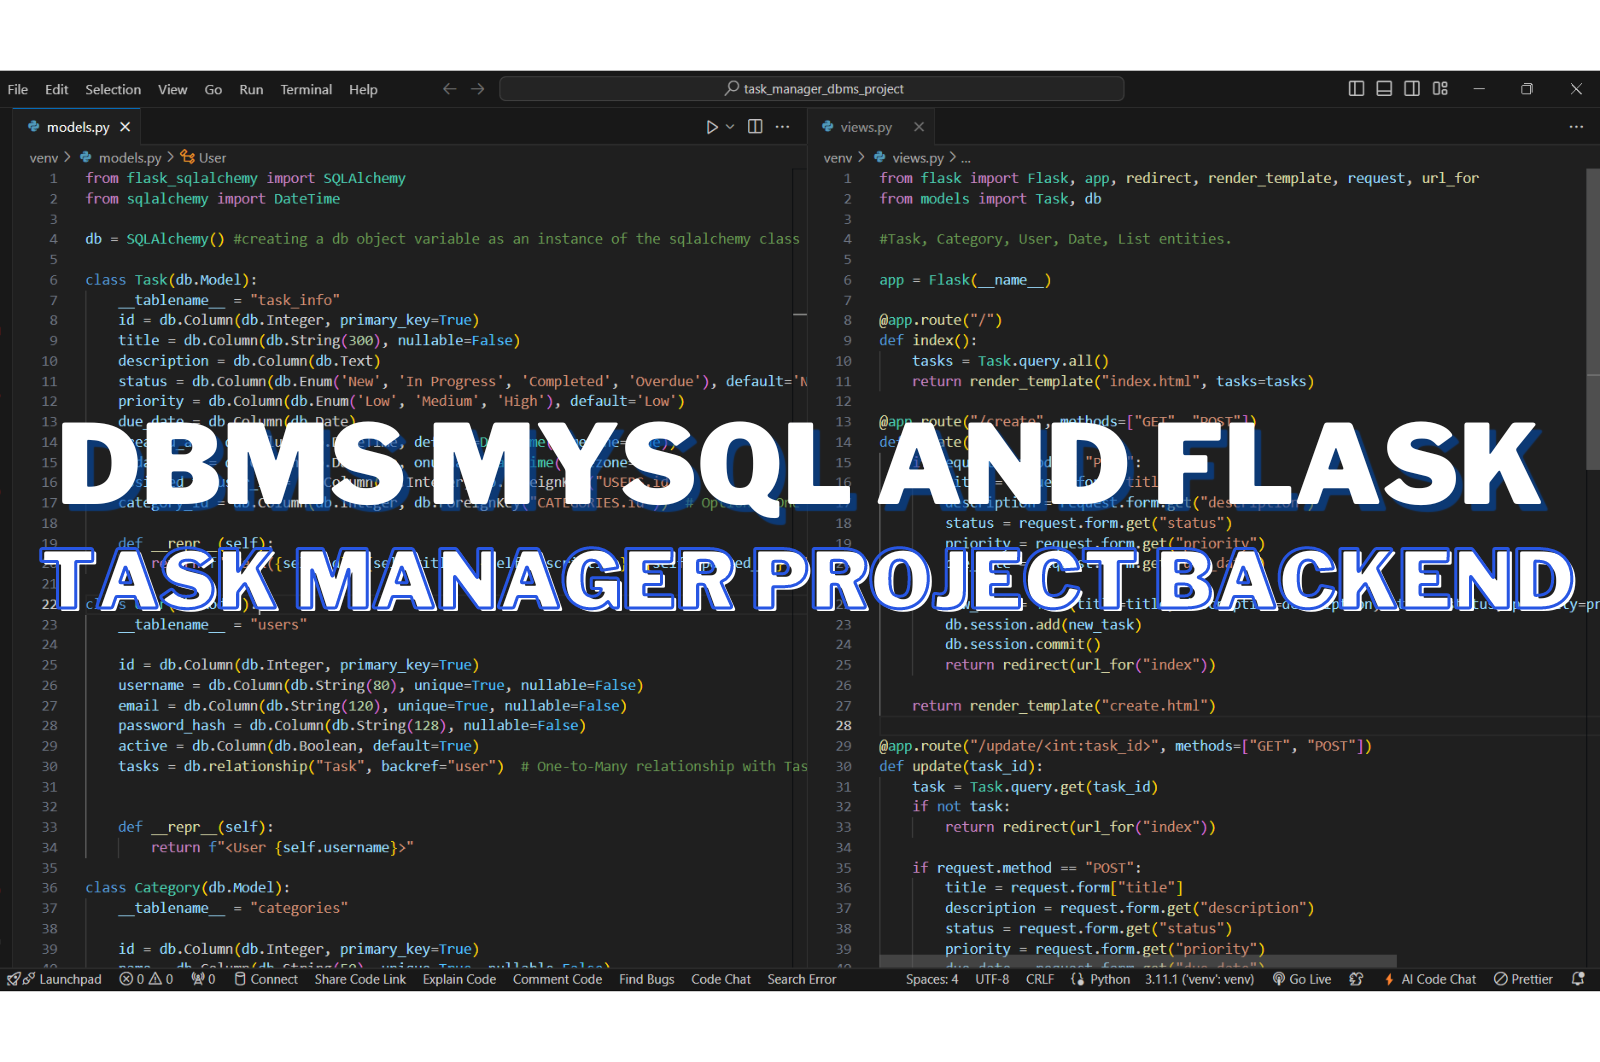 File Edit Selection View Go Run Terminal Help
task_manager_dbms_project
models.py
venv > models.py > User
1 from flask_sqlalchemy import SQLAlchemy
2 from sqlalchemy import DateTime
3
4 db = SQLAlchemy() #creating a db object variable as an instance of the sqlalchemy class
5
6 class Task(db.Model):
7 __tablename__ = "task_info"
8 id = db.Column(db.Integer, primary_key=True)
9 title = db.Column(db.String(300), nullable=False)
10 description = db.Column(db.Text)
11 status = db.Column(db.Enum('New', 'In Progress', 'Completed', 'Overdue'), default='N
12 priority = db.Column(db.Enum('Low', 'Medium', 'High'), default='Low')
13 due_date = db.Column(db.Date)
14
15
16
17 category_id = db.Column(db.Integer, db.ForeignKey("CATEGORIES.id"))
18
19 def __repr__(self):
21
22
23 __tablename__ = "users"
24
25 id = db.Column(db.Integer, primary_key=True)
26 username = db.Column(db.String(80), unique=True, nullable=False)
27 email = db.Column(db.String(120), unique=True, nullable=False)
28 password_hash = db.Column(db.String(128), nullable=False)
29 active = db.Column(db.Boolean, default=True)
30 tasks = db.relationship("Task", backref="user") # One-to-Many relationship with Tas
31
32
33 def __repr__(self):
34 return f"<User {self.username}>"
35
36 class Category(db.Model):
37 __tablename__ = "categories"
38
39 id = db.Column(db.Integer, primary_key=True)
views.py
venv > views.py > ...
1 from flask import Flask, app, redirect, render_template, request, url_for
2 from models import Task, db
3
4 #Task, Category, User, Date, List entities.
5
6 app = Flask(__name__)
7
8 @app.route("/")
9 def index():
10 tasks = Task.query.all()
11 return render_template("index.html", tasks=tasks)
12
13 @app.route("/create", methods=["GET", "POST"])
14
15
16
17 description = request.form.get("description")
18 status = request.form.get("status")
19 priority = request.form.get("priority")
23 db.session.add(new_task)
24 db.session.commit()
25 return redirect(url_for("index"))
26
27 return render_template("create.html")
28
29 @app.route("/update/<int:task_id>", methods=["GET", "POST"])
30 def update(task_id):
31 task = Task.query.get(task_id)
32 if not task:
33 return redirect(url_for("index"))
34
35 if request.method == "POST":
36 title = request.form["title"]
37 description = request.form.get("description")
38 status = request.form.get("status")
39 priority = request.form.get("priority")
DBMS MYSQL AND FLASK
TASK MANAGER PROJECT BACKEND
Launchpad 0 0 0 Connect Share Code Link Explain Code Comment Code Find Bugs Code Chat Search Error Spaces: 4 UTF-8 CRLF Python 3.11.1 ('venv': venv) Go Live AI Code Chat Prettier